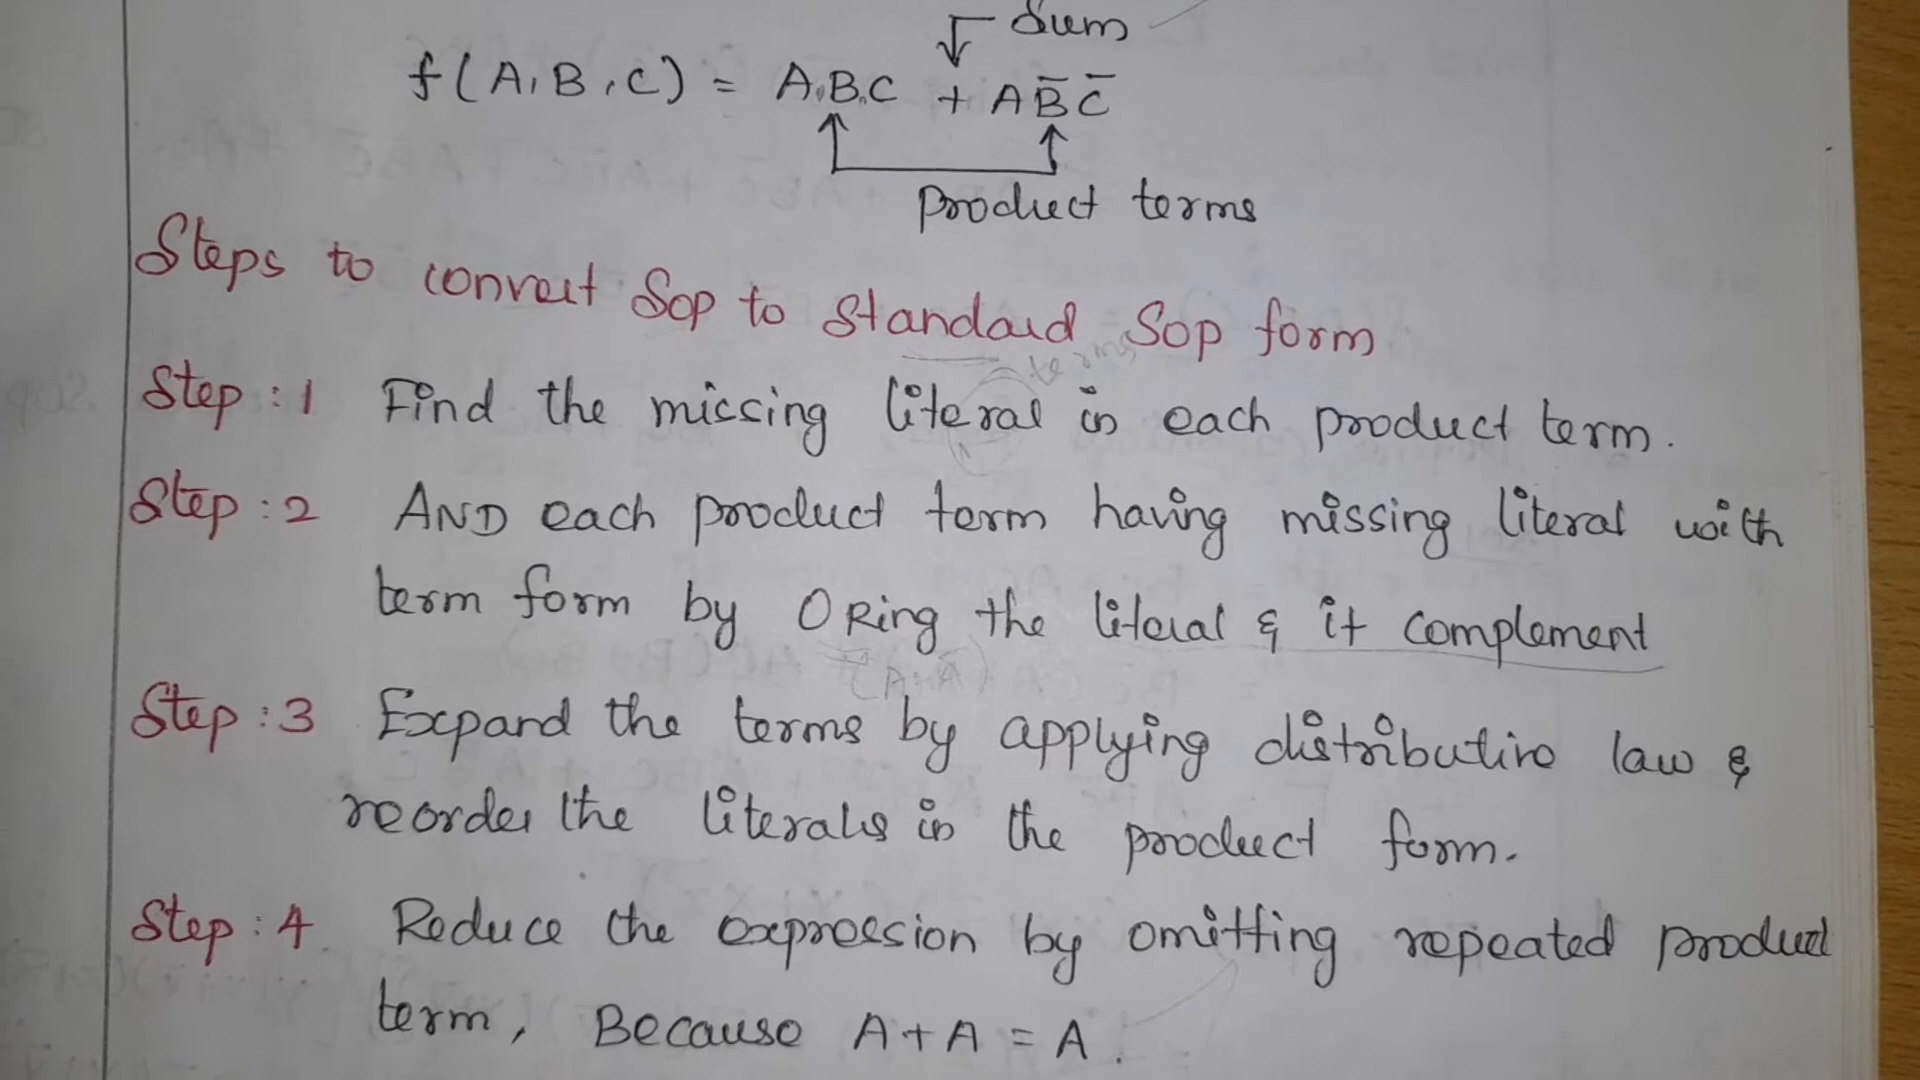 Sum
f(A,B,C) = A.B.C + AB̅C̅
Product terms
Steps to convert Sop to Standard Sop form
Step:1 Find the missing literal in each product term.
Step:2 AND each product term having missing literal with
term form by ORing the literal & it complement
Step:3 Expand the terms by applying distributive law &
reorder the literals in the product form.
Step:4 Reduce the expression by omitting repeated product
term, Because A+A = A.